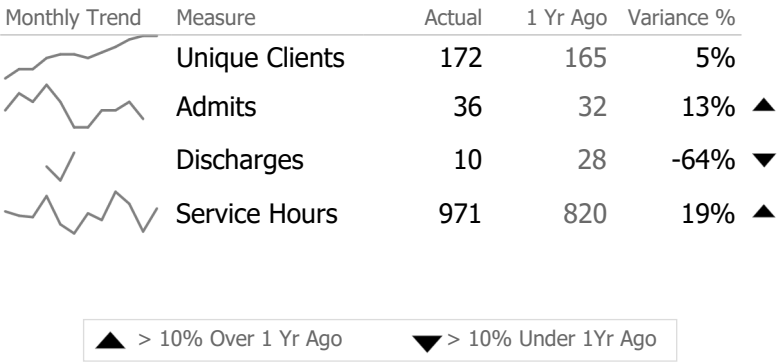 Monthly Trend Measure Actual 1 Yr Ago Variance %
Unique Clients 172 165 5%
Admits 36 32 13%
Discharges 10 28 -64%
Service Hours 971 820 19%
> 10% Over 1 Yr Ago > 10% Under 1Yr Ago